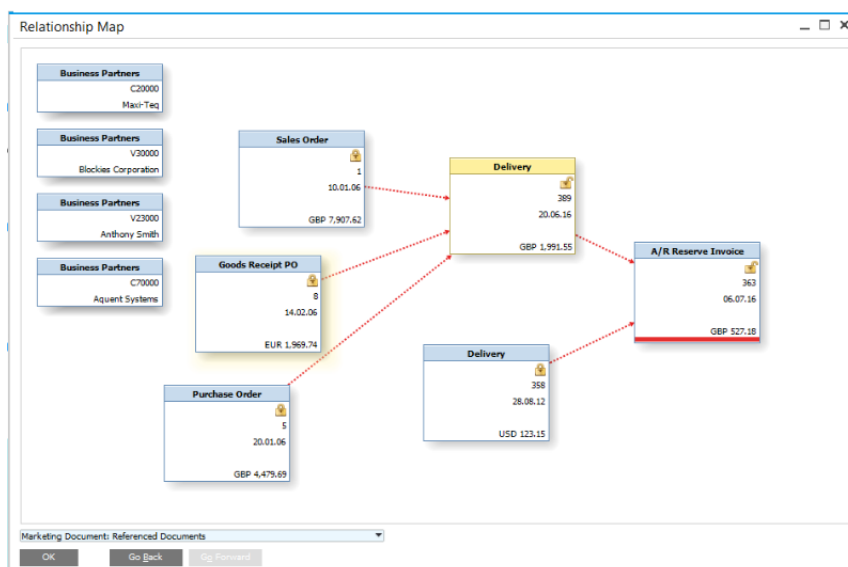 Relationship Map
Business Partners
C20000
Maxi-Teq
Business Partners
V30000
Blockies Corporation
Business Partners
V23000
Anthony Smith
Business Partners
C70000
Aquent Systems
Sales Order
1
10.01.06
GBP 7,907.62
Goods Receipt PO
8
14.02.06
EUR 1,969.74
Purchase Order
5
20.01.06
GBP 4,479.69
Delivery
389
20.06.16
GBP 1,991.55
Delivery
358
28.08.12
USD 123.15
A/R Reserve Invoice
363
06.07.16
GBP 527.18
Marketing Document: Referenced Documents
OK Go Back Go Forward